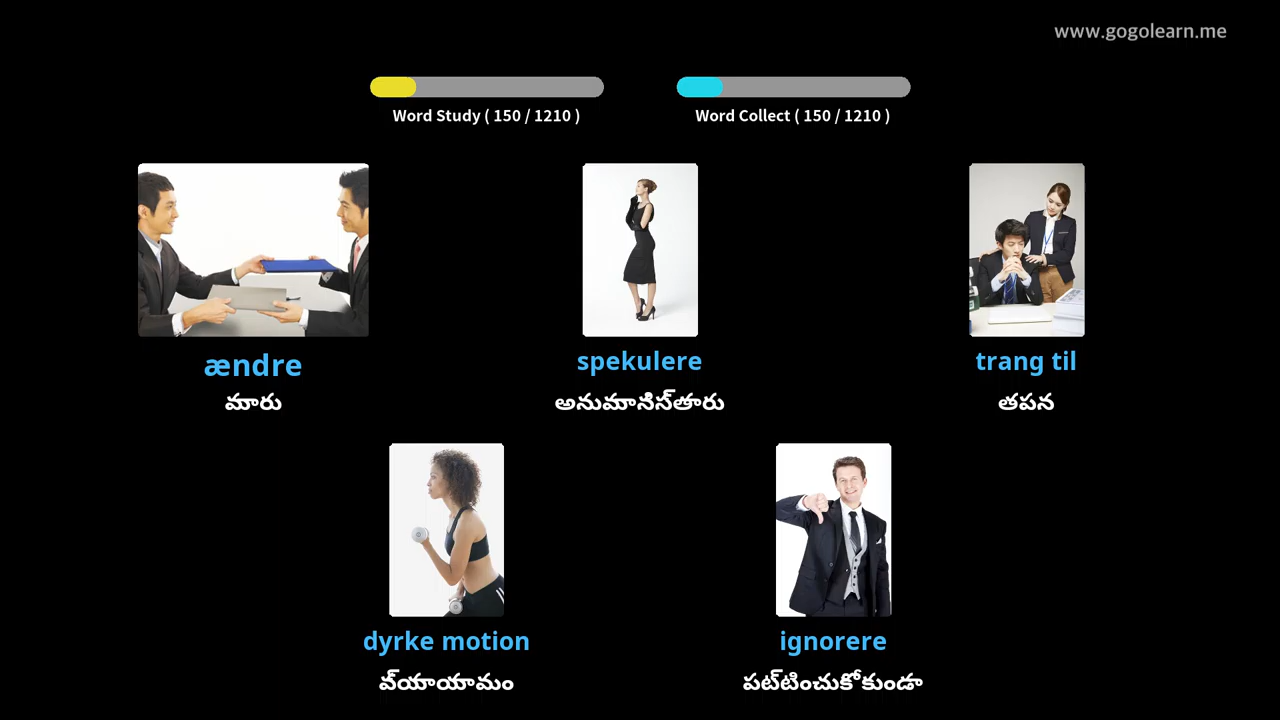 www.gogolearn.me
Word Study ( 150 / 1210 )
Word Collect ( 150 / 1210 )
ændre
మారు
spekulere
అనుమానిస్తారు
trang til
తపన
dyrke motion
వ్యాయామం
ignorere
పట్టించుకోకుండా